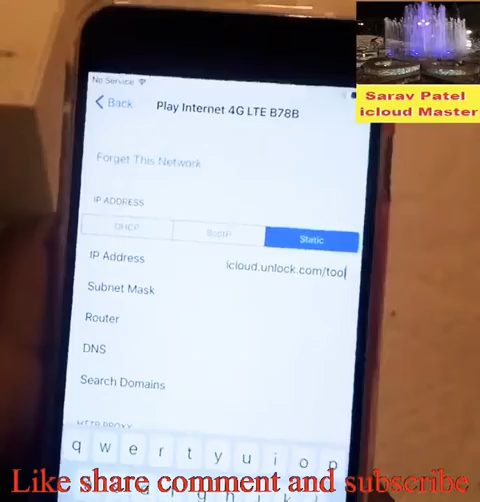 No Service
Sarav Patel
icloud Master
Back
Play Internet 4G LTE B78B
Forget This Network
IP ADDRESS
DHCP BootP Static
IP Address icloud.unlock.com/tool
Subnet Mask
Router
DNS
Search Domains
HTTP PROXY
q w e r t y u i o p
Like share comment and subscribe